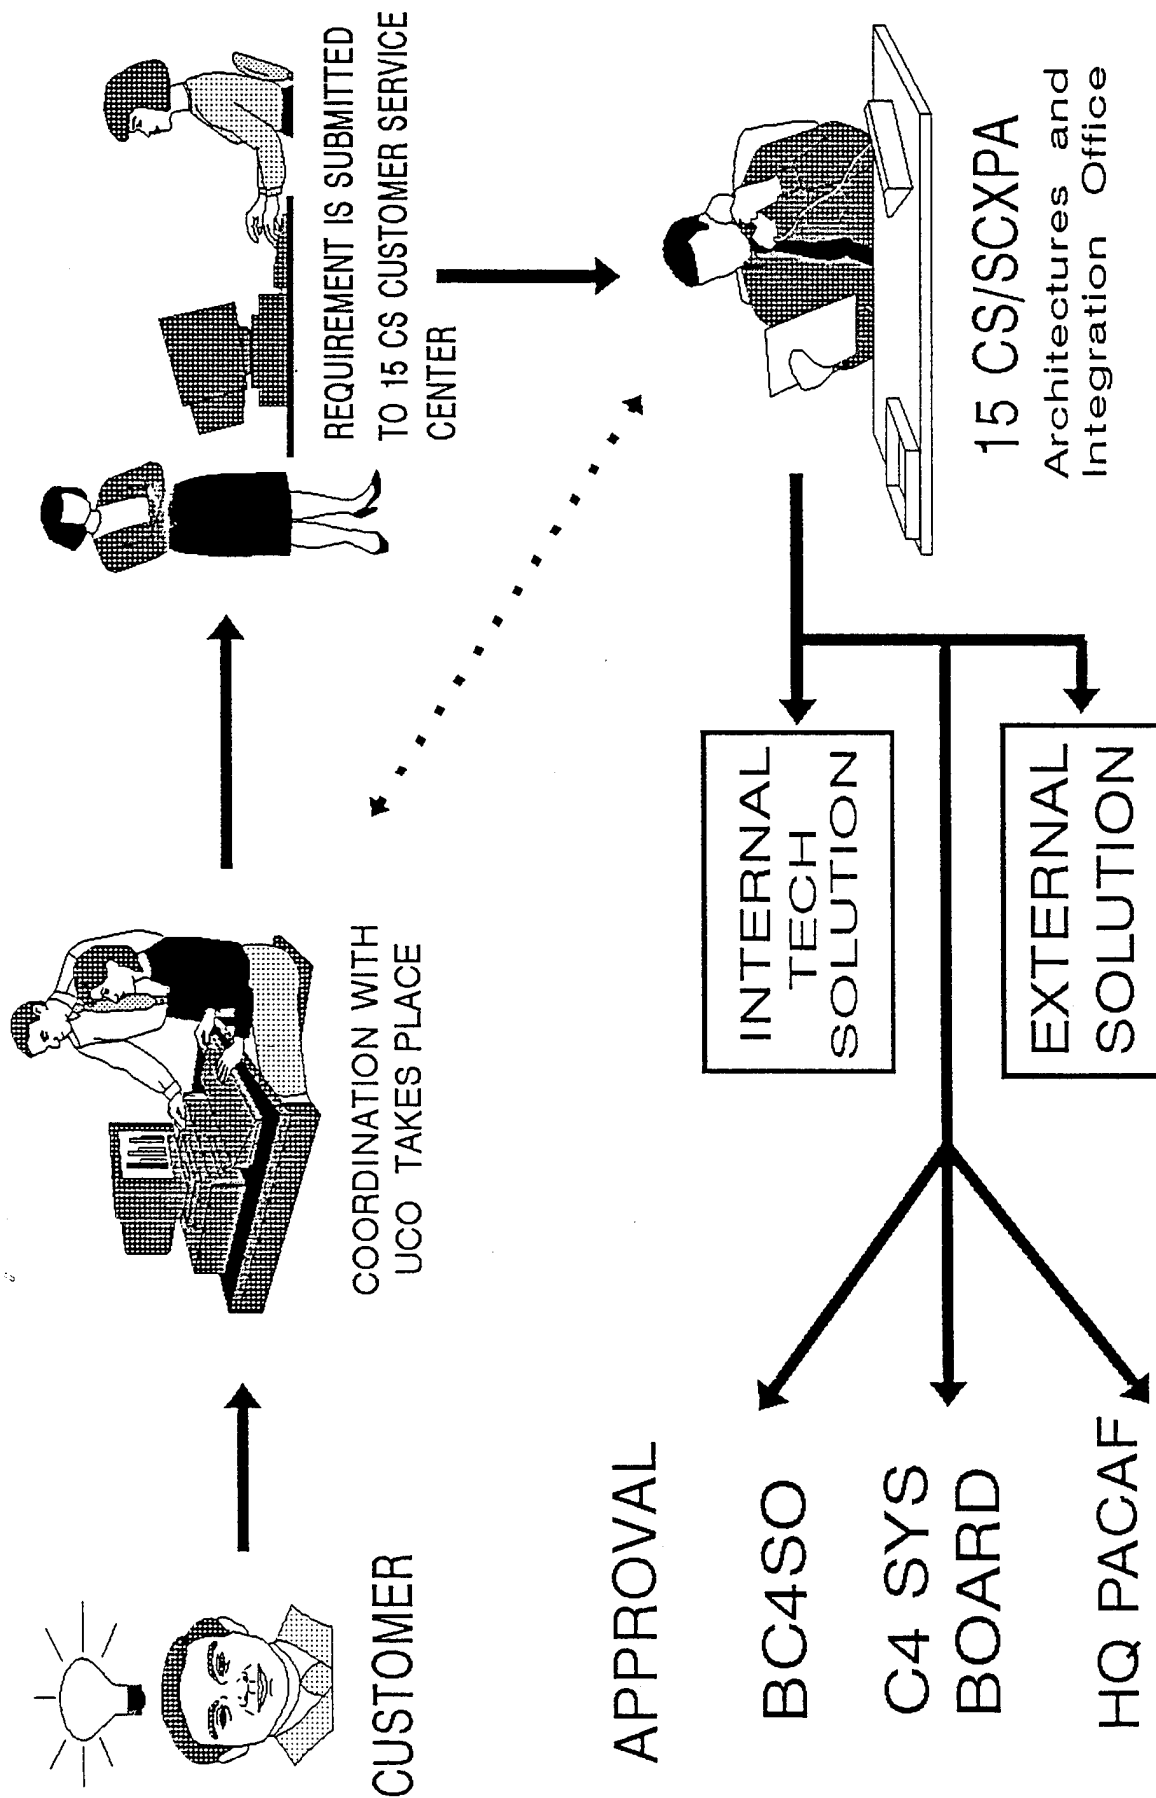 CUSTOMER
COORDINATION WITH
UCO TAKES PLACE
REQUIREMENT IS SUBMITTED
TO 15 CS CUSTOMER SERVICE
CENTER
15 CS/SCXPA
Architectures and
Integration Office
INTERNAL
TECH
SOLUTION
EXTERNAL
SOLUTION
APPROVAL
BC4SO
C4 SYS
BOARD
HQ PACAF